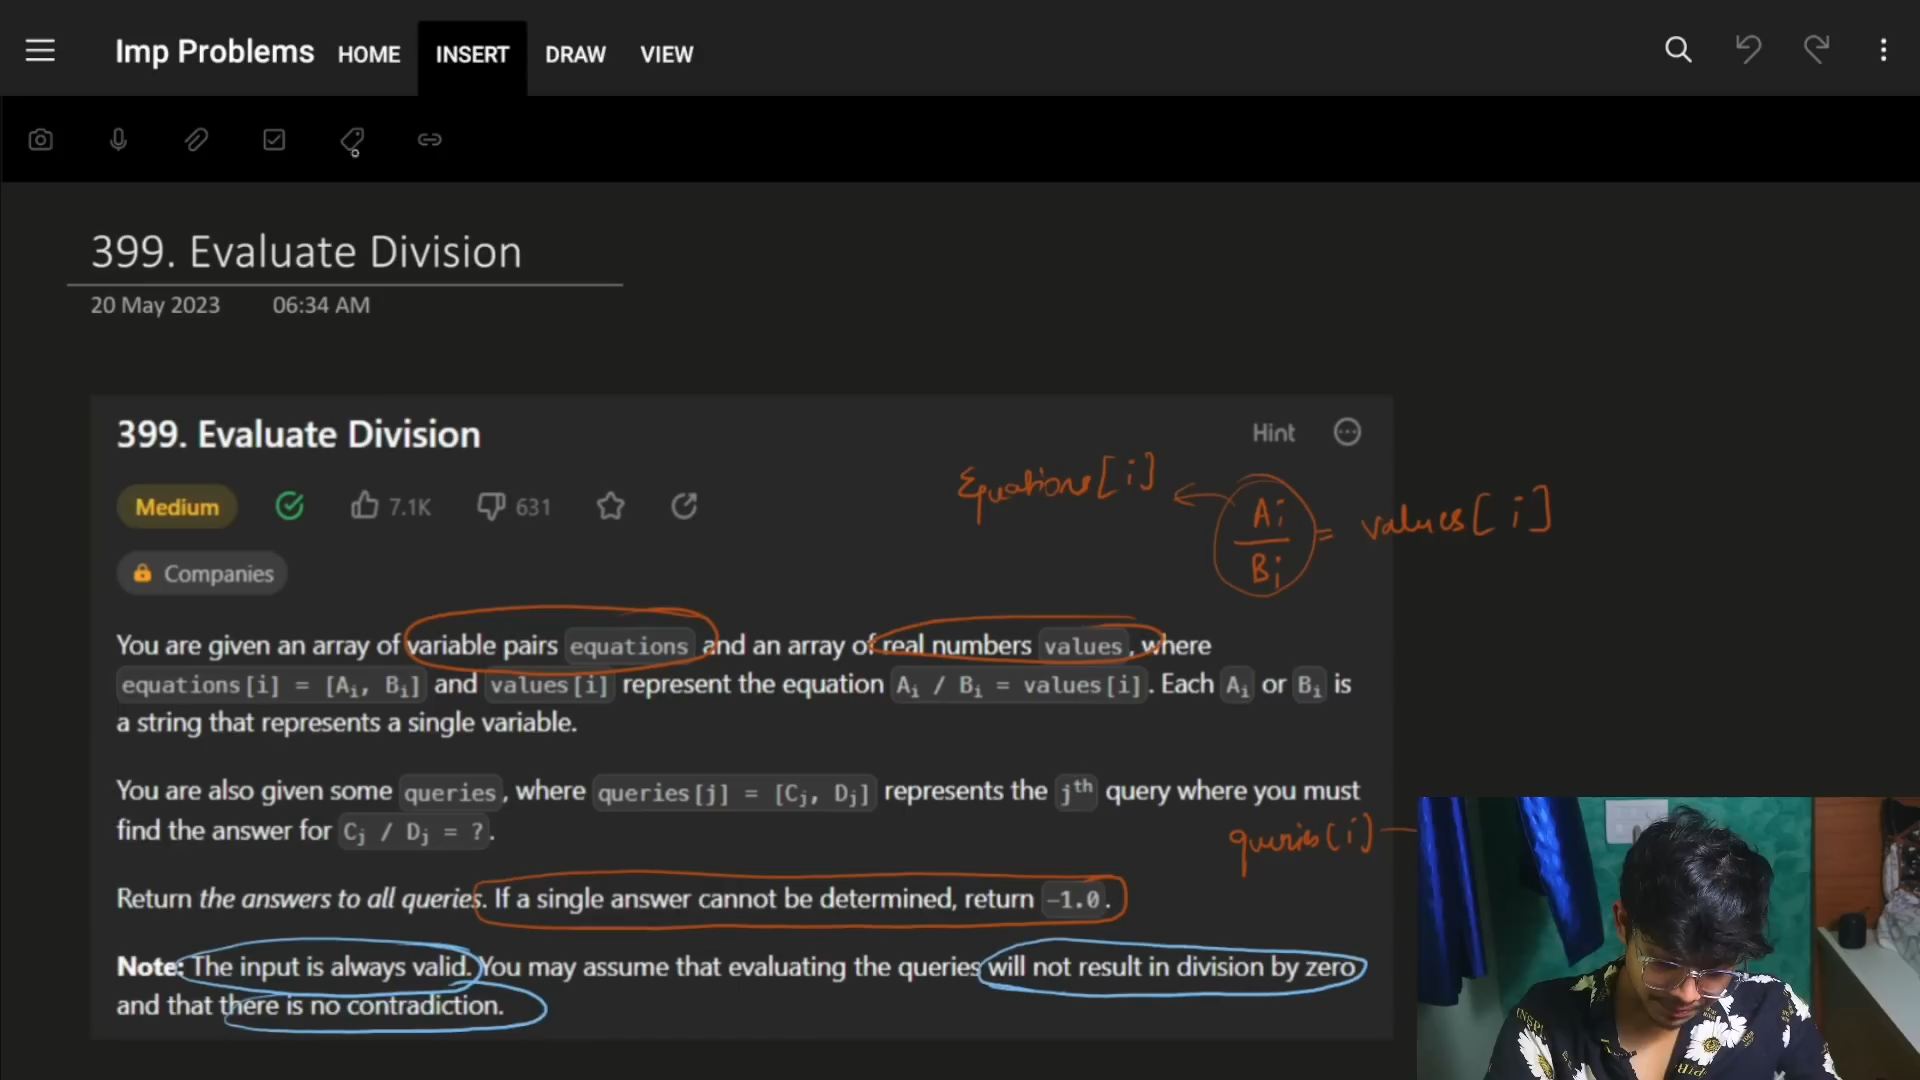 Imp Problems HOME INSERT DRAW VIEW
399. Evaluate Division
20 May 2023 06:34 AM
399. Evaluate Division
Hint
Medium 7.1K 631
Equations[i]
Ai
Bi
= values[i]
Companies
You are given an array of variable pairs equations and an array of real numbers values, where
equations[i] = [Ai, Bi] and values[i] represent the equation Ai / Bi = values[i]. Each Ai or Bi is
a string that represents a single variable.
You are also given some queries, where queries[j] = [Cj, Dj] represents the jth query where you must
find the answer for Cj / Dj = ?.
queries[i]
Return the answers to all queries. If a single answer cannot be determined, return -1.0.
Note: The input is always valid. You may assume that evaluating the queries will not result in division by zero
and that there is no contradiction.